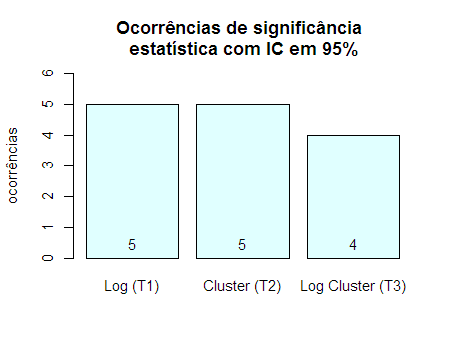 Ocorrências de significância
estatística com IC em 95%
ocorrências
6
5
4
3
2
1
0
5
5
4
Log (T1)
Cluster (T2)
Log Cluster (T3)